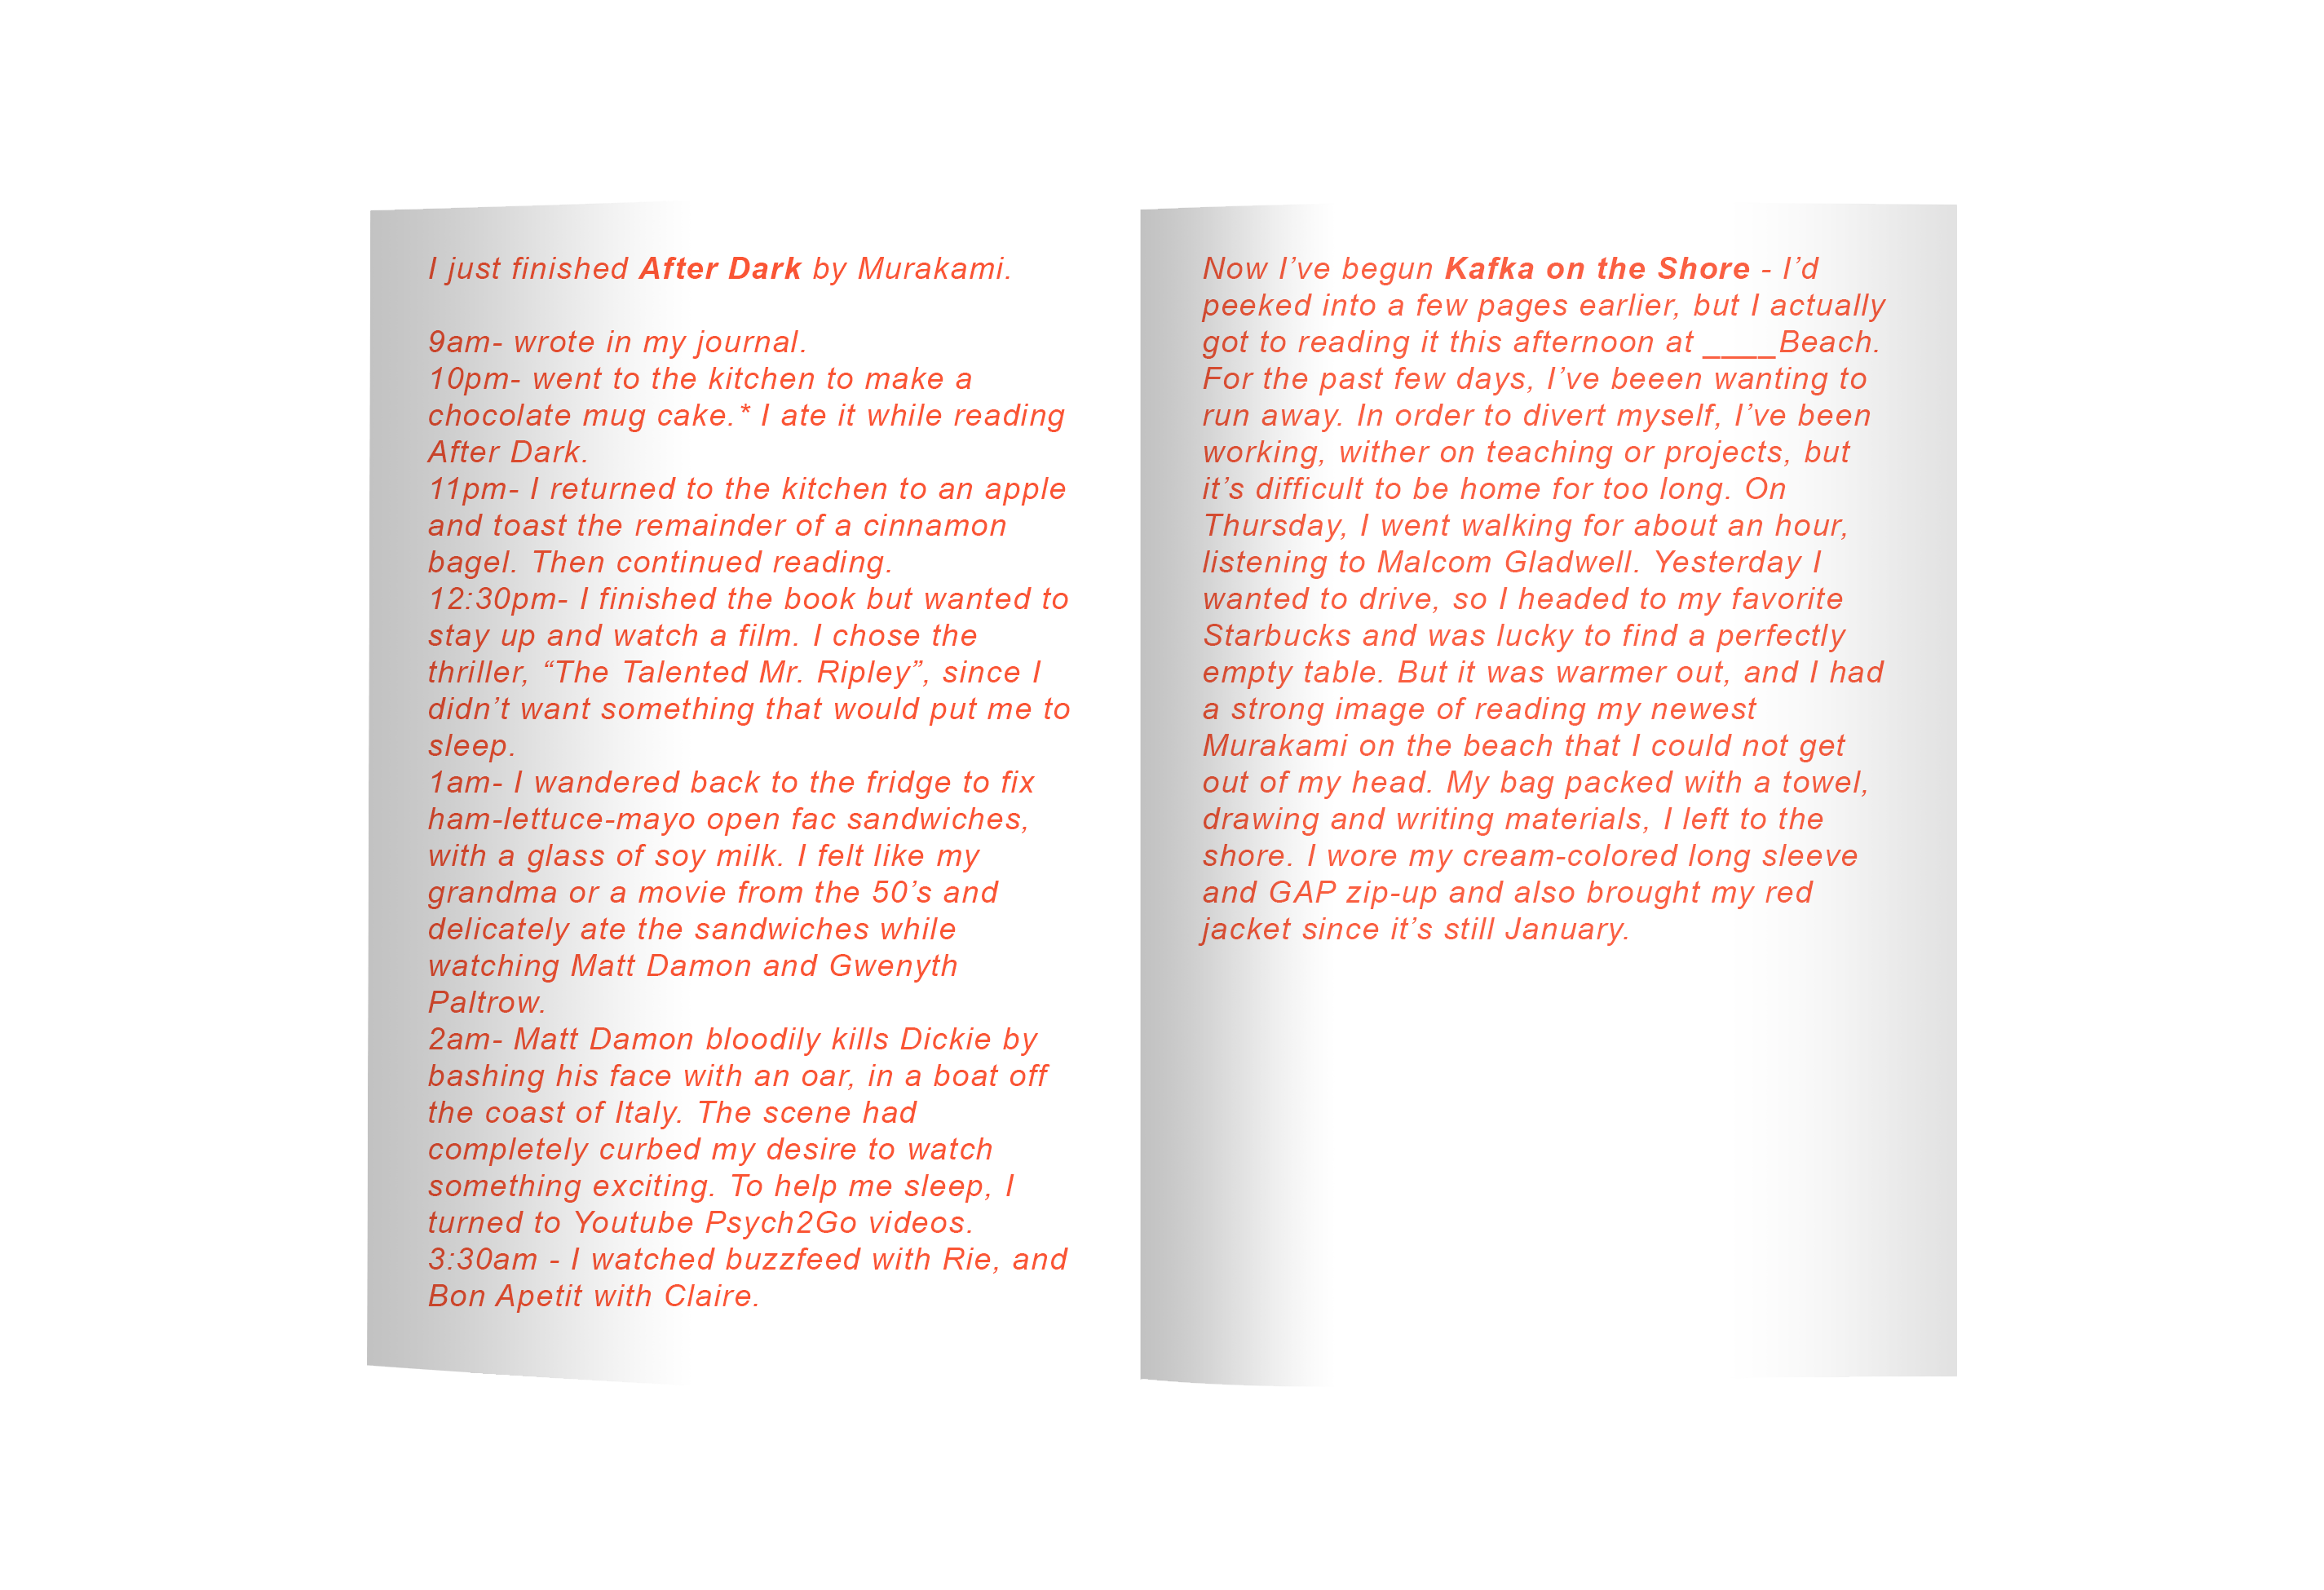 I just finished After Dark by Murakami.
9am- wrote in my journal.
10pm- went to the kitchen to make a
chocolate mug cake.* I ate it while reading
After Dark.
11pm- I returned to the kitchen to an apple
and toast the remainder of a cinnamon
bagel. Then continued reading.
12:30pm- I finished the book but wanted to
stay up and watch a film. I chose the
thriller, “The Talented Mr. Ripley”, since I
didn’t want something that would put me to
sleep.
1am- I wandered back to the fridge to fix
ham-lettuce-mayo open fac sandwiches,
with a glass of soy milk. I felt like my
grandma or a movie from the 50’s and
delicately ate the sandwiches while
watching Matt Damon and Gwenyth
Paltrow.
2am- Matt Damon bloodily kills Dickie by
bashing his face with an oar, in a boat off
the coast of Italy. The scene had
completely curbed my desire to watch
something exciting. To help me sleep, I
turned to Youtube Psych2Go videos.
3:30am - I watched buzzfeed with Rie, and
Bon Apetit with Claire.
Now I’ve begun Kafka on the Shore - I’d
peeked into a few pages earlier, but I actually
got to reading it this afternoon at ____Beach.
For the past few days, I’ve beeen wanting to
run away. In order to divert myself, I’ve been
working, wither on teaching or projects, but
it’s difficult to be home for too long. On
Thursday, I went walking for about an hour,
listening to Malcom Gladwell. Yesterday I
wanted to drive, so I headed to my favorite
Starbucks and was lucky to find a perfectly
empty table. But it was warmer out, and I had
a strong image of reading my newest
Murakami on the beach that I could not get
out of my head. My bag packed with a towel,
drawing and writing materials, I left to the
shore. I wore my cream-colored long sleeve
and GAP zip-up and also brought my red
jacket since it’s still January.